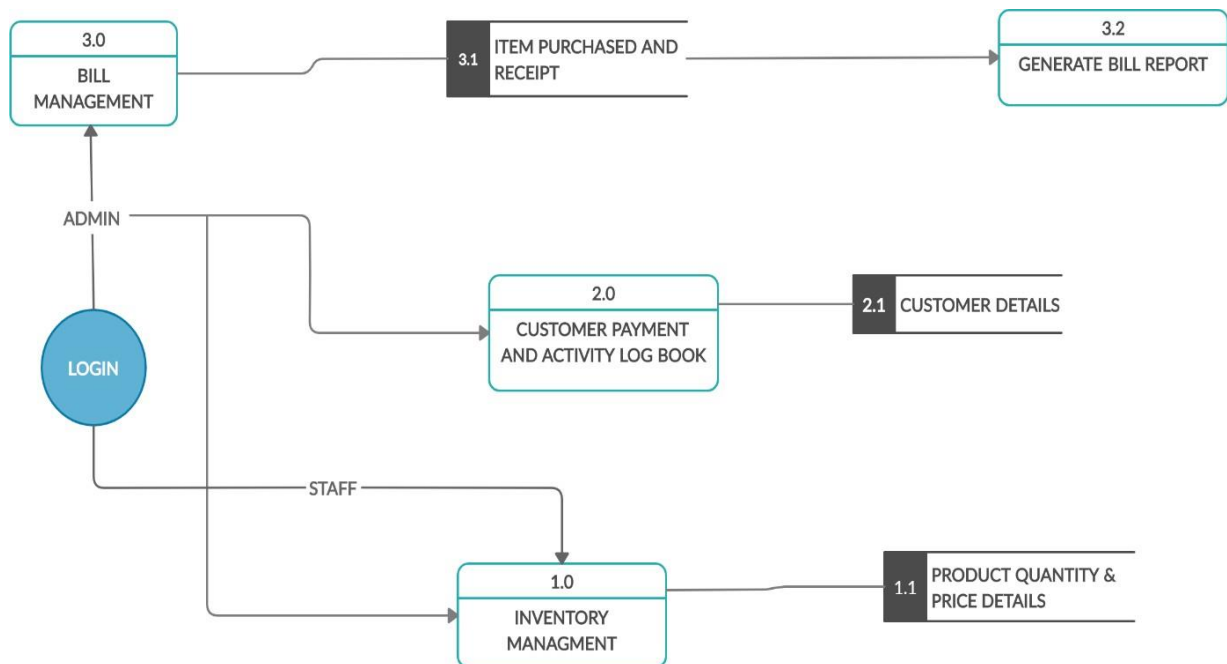 3.0
BILL
MANAGEMENT
3.1
ITEM PURCHASED AND
RECEIPT
3.2
GENERATE BILL REPORT
ADMIN
2.0
CUSTOMER PAYMENT
AND ACTIVITY LOG BOOK
2.1
CUSTOMER DETAILS
LOGIN
STAFF
1.0
INVENTORY
MANAGMENT
1.1
PRODUCT QUANTITY &
PRICE DETAILS